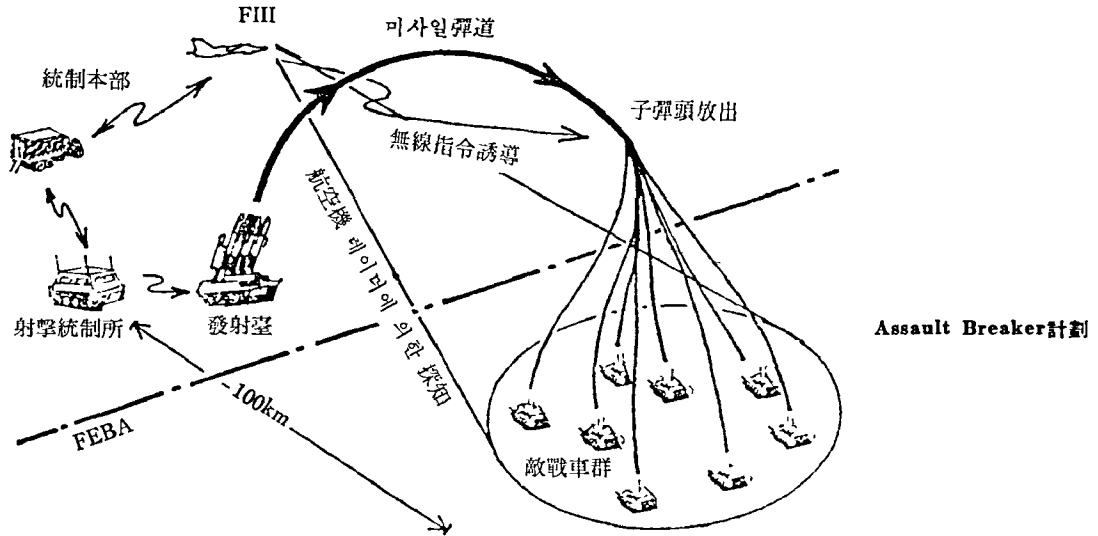 FIII
미사일彈道
統制本部
子彈頭放出
無線指令誘導
航空機 레이더에 의한 探知
射撃統制所
發射臺
Assault Breaker計劃
~100km
FEBA
敵戰車群